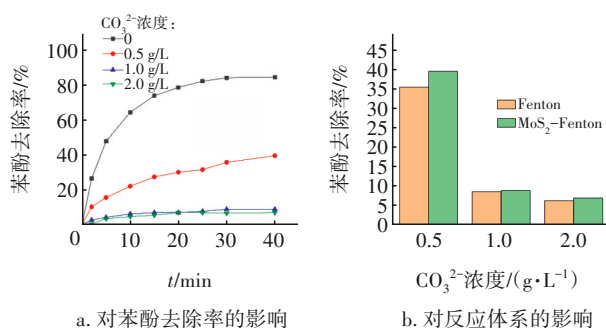 CO₃²⁻浓度：
0
0.5 g/L
1.0 g/L
2.0 g/L
100
80
60
40
20
0
10
20
30
40
苯酚去除率/%
t/min
a. 对苯酚去除率的影响
45
40
35
30
25
20
15
10
5
0
苯酚去除率/%
Fenton
MoS₂-Fenton
0.5
1.0
2.0
CO₃²⁻浓度/(g·L⁻¹)
b. 对反应体系的影响